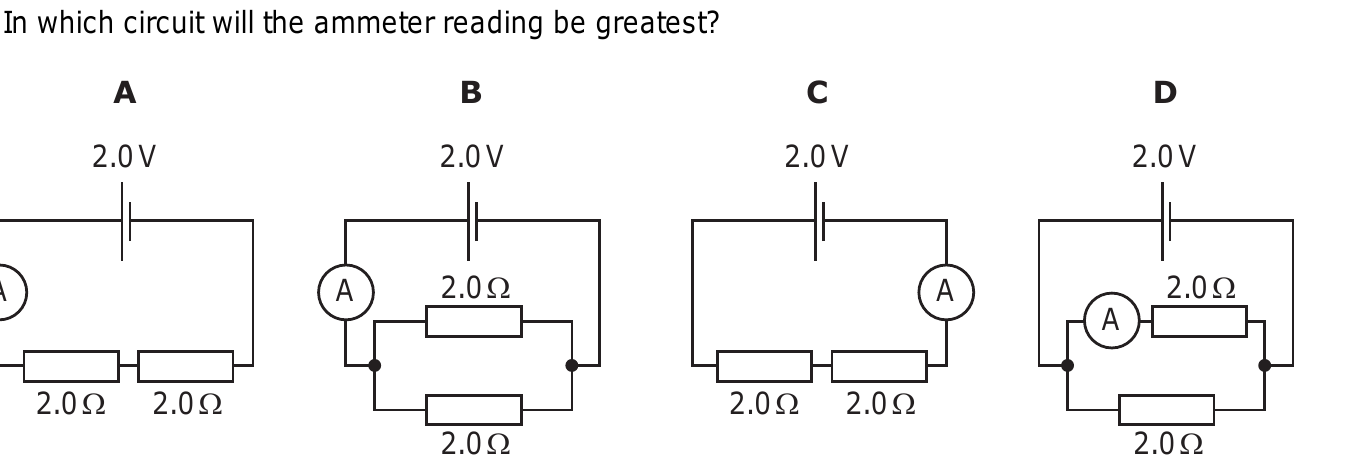 In which circuit will the ammeter reading be greatest?
A B C D
2.0 V 2.0 V 2.0 V 2.0 V
2.0 Ω 2.0 Ω
A A A A
2.0 Ω 2.0 Ω 2.0 Ω 2.0 Ω
2.0 Ω 2.0 Ω